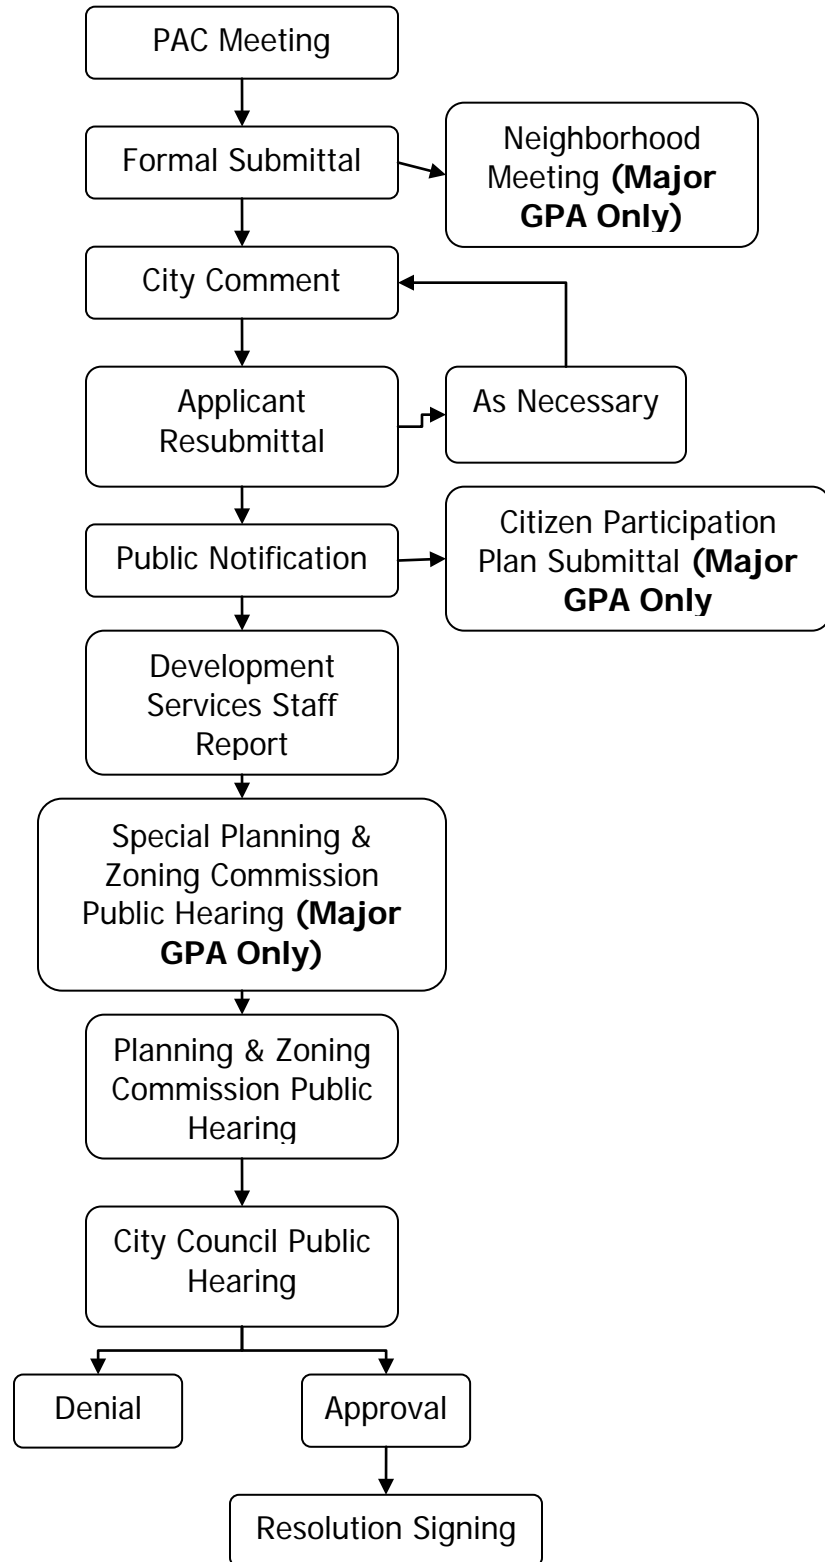 PAC Meeting
Formal Submittal
Neighborhood
Meeting (Major
GPA Only)
City Comment
Applicant
Resubmittal
As Necessary
Public Notification
Citizen Participation
Plan Submittal (Major
GPA Only
Development
Services Staff
Report
Special Planning &
Zoning Commission
Public Hearing (Major
GPA Only)
Planning & Zoning
Commission Public
Hearing
City Council Public
Hearing
Denial
Approval
Resolution Signing